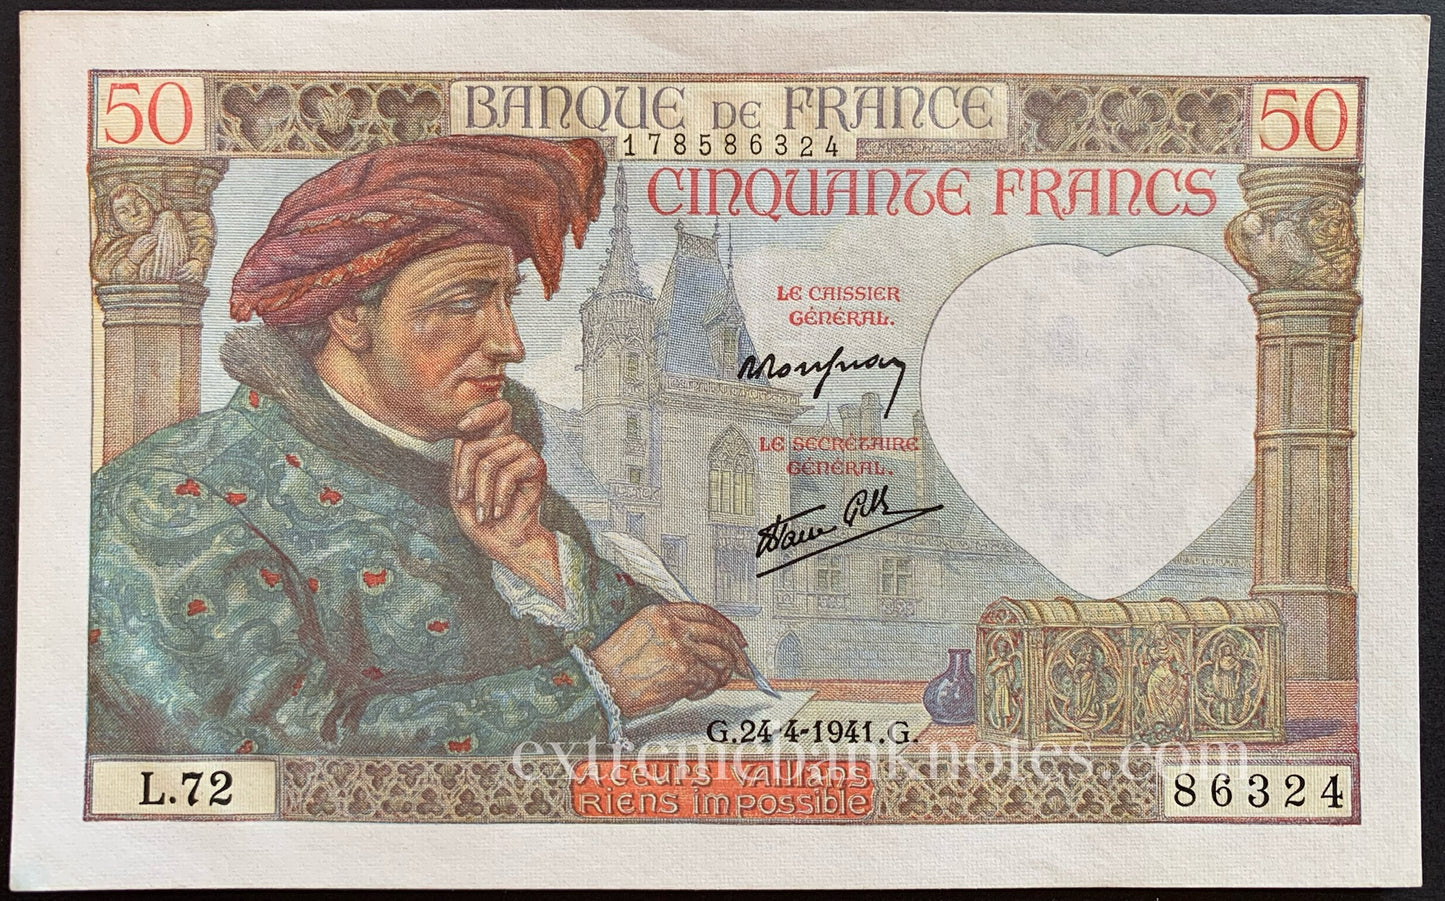 50 BANQUE DE FRANCE 50
178586324
CINQUANTE FRANCS
LE CAISSIER
GÉNÉRAL.
LE SECRÉTAIRE
GÉNÉRAL.
G.24-4-1941.G.
extremebanknotes.com
L.72
A CŒURS VAILLANS
RIENS IMPOSSIBLE
86324